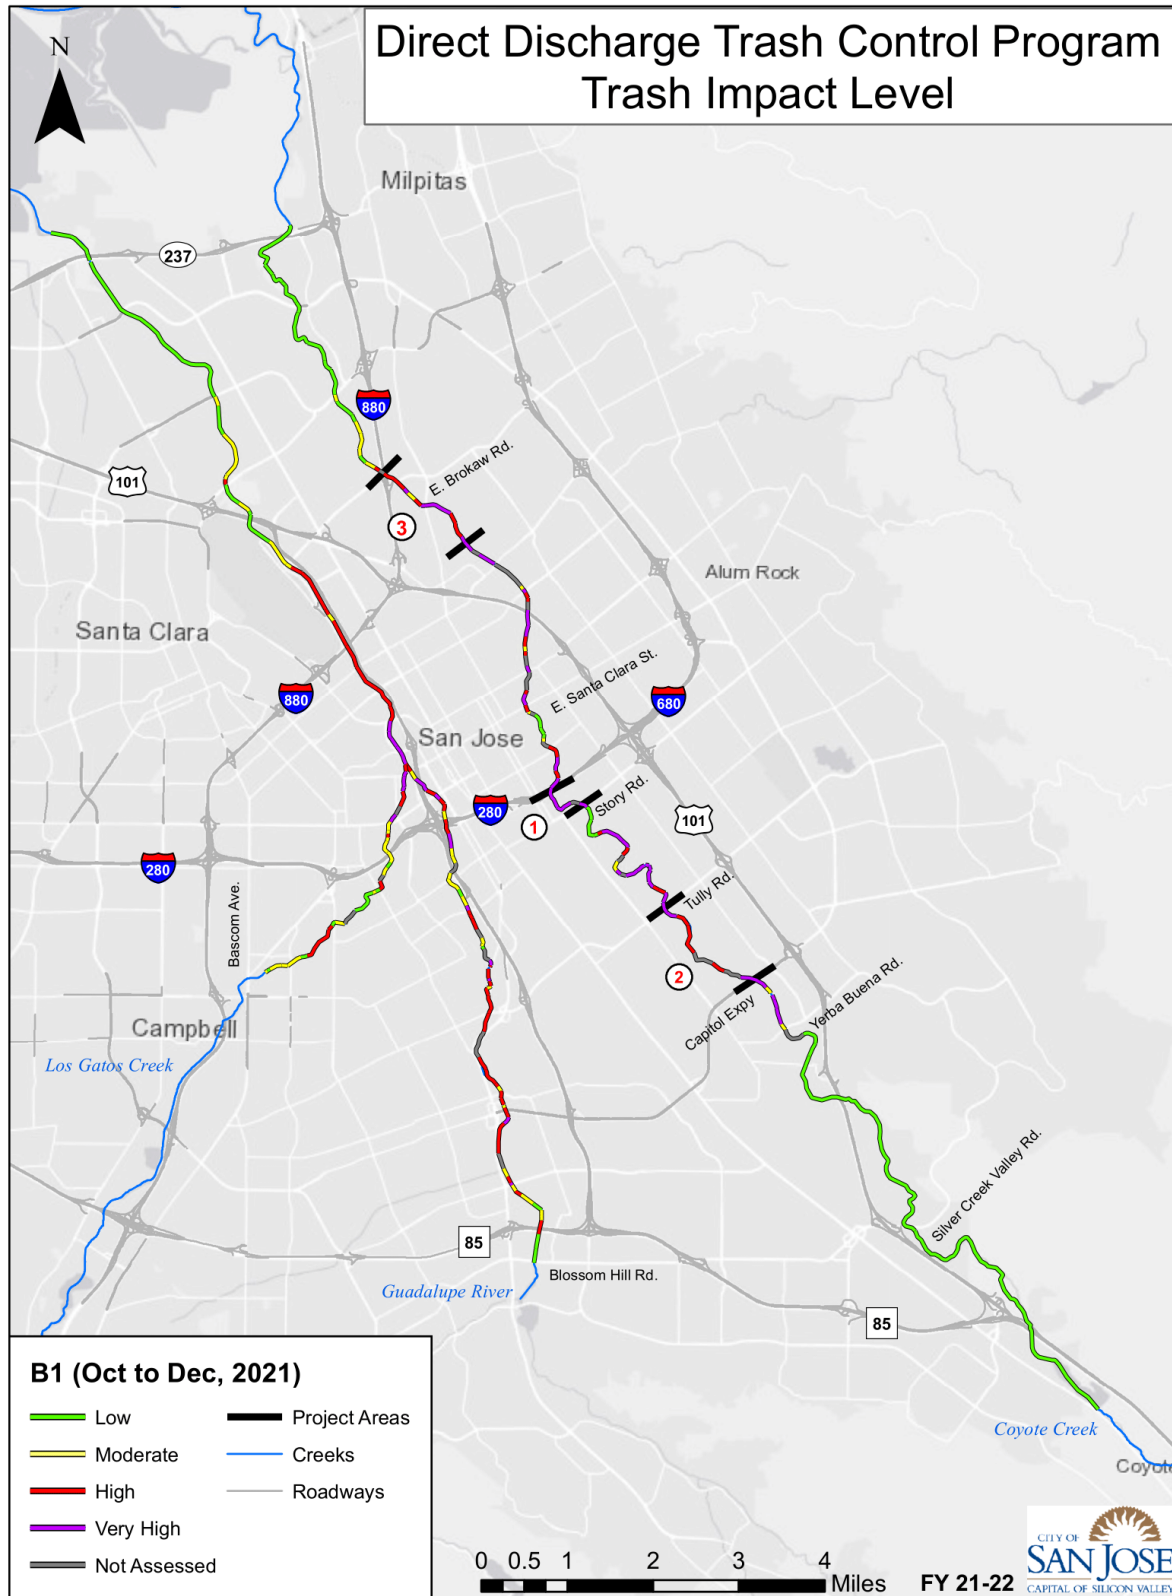 Direct Discharge Trash Control Program
Trash Impact Level
N
Milpitas
237
880
E. Brokaw Rd.
101
3
Alum Rock
Santa Clara
E. Santa Clara St.
880
680
San Jose
280
Story Rd.
101
1
280
Tully Rd.
Bascom Ave.
2
Capitol Expy
Yerba Buena Rd.
Campbell
Los Gatos Creek
Silver Creek Valley Rd.
85
Blossom Hill Rd.
Guadalupe River
85
B1 (Oct to Dec, 2021)
Low
Project Areas
Moderate
Creeks
High
Roadways
Very High
Not Assessed
Coyote Creek
Coyote
0 0.5 1 2 3 4
Miles
FY 21-22
CITY OF
SAN JOSE
CAPITAL OF SILICON VALLEY